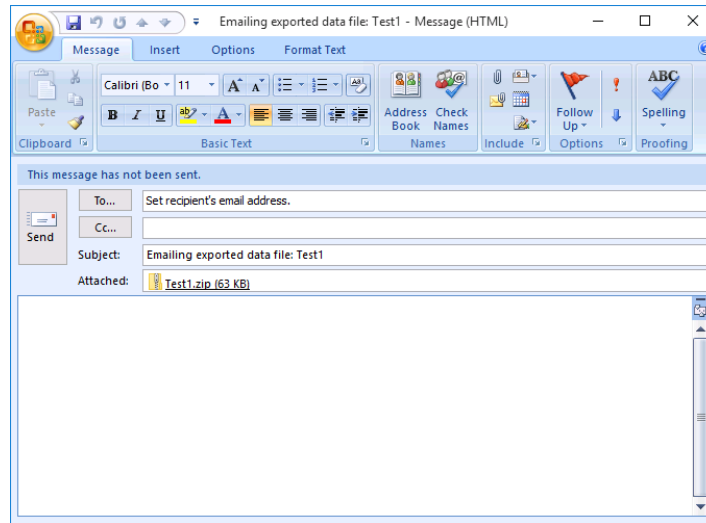 Emailing exported data file: Test1 - Message (HTML)
Message Insert Options Format Text
Paste
Calibri (Bo 11 A A
B I U ab A
Address Book
Check Names
Follow Up
ABC
Spelling
Clipboard Basic Text Names Include Options Proofing
This message has not been sent.
Send
To... Set recipient's email address.
Cc...
Subject: Emailing exported data file: Test1
Attached: Test1.zip (63 KB)